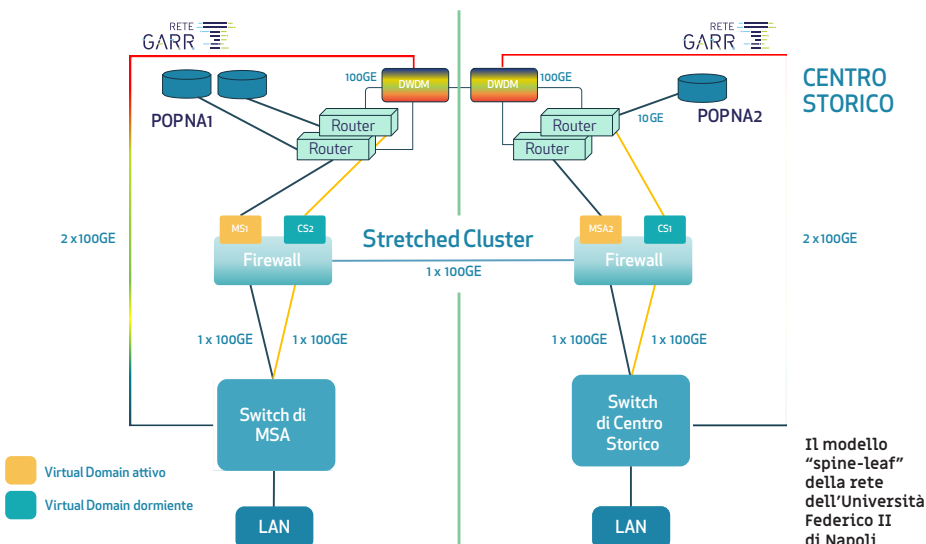 RETE
GARR
RETE
GARR
100GE
DWDM
DWDM
100GE
CENTRO
STORICO
POPNA1
Router
Router
Router
Router
10GE
POPNA2
MS1
CS2
Firewall
Stretched Cluster
1 x 100GE
MSA2
CS1
Firewall
2 x100GE
2 x100GE
1 x 100GE
1 x 100GE
1 x 100GE
1 x 100GE
Switch di
MSA
Switch
di Centro
Storico
Virtual Domain attivo
Virtual Domain dormiente
LAN
LAN
Il modello
“spine-leaf”
della rete
dell’Università
Federico II
di Napoli